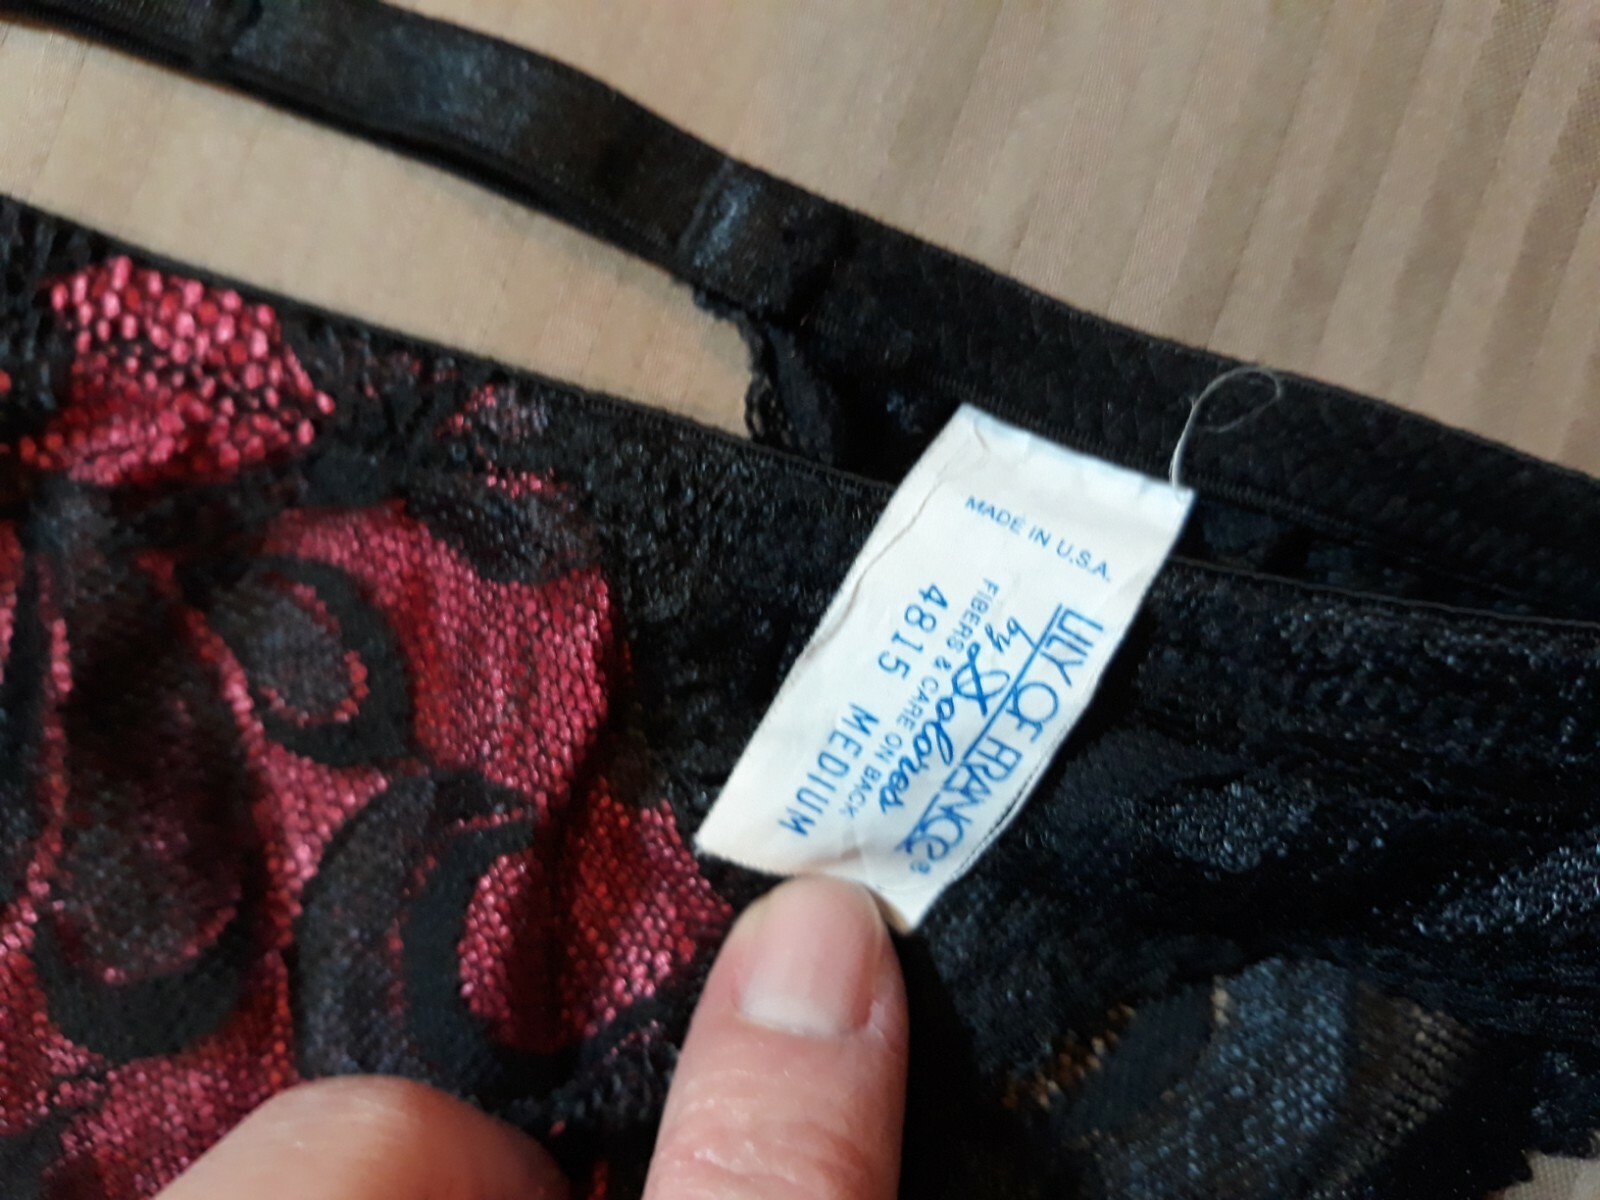 MADE IN U.S.A.
LILY OF FRANCE®
by Dolores
FIBERS & CARE ON BACK
4815 MEDIUM